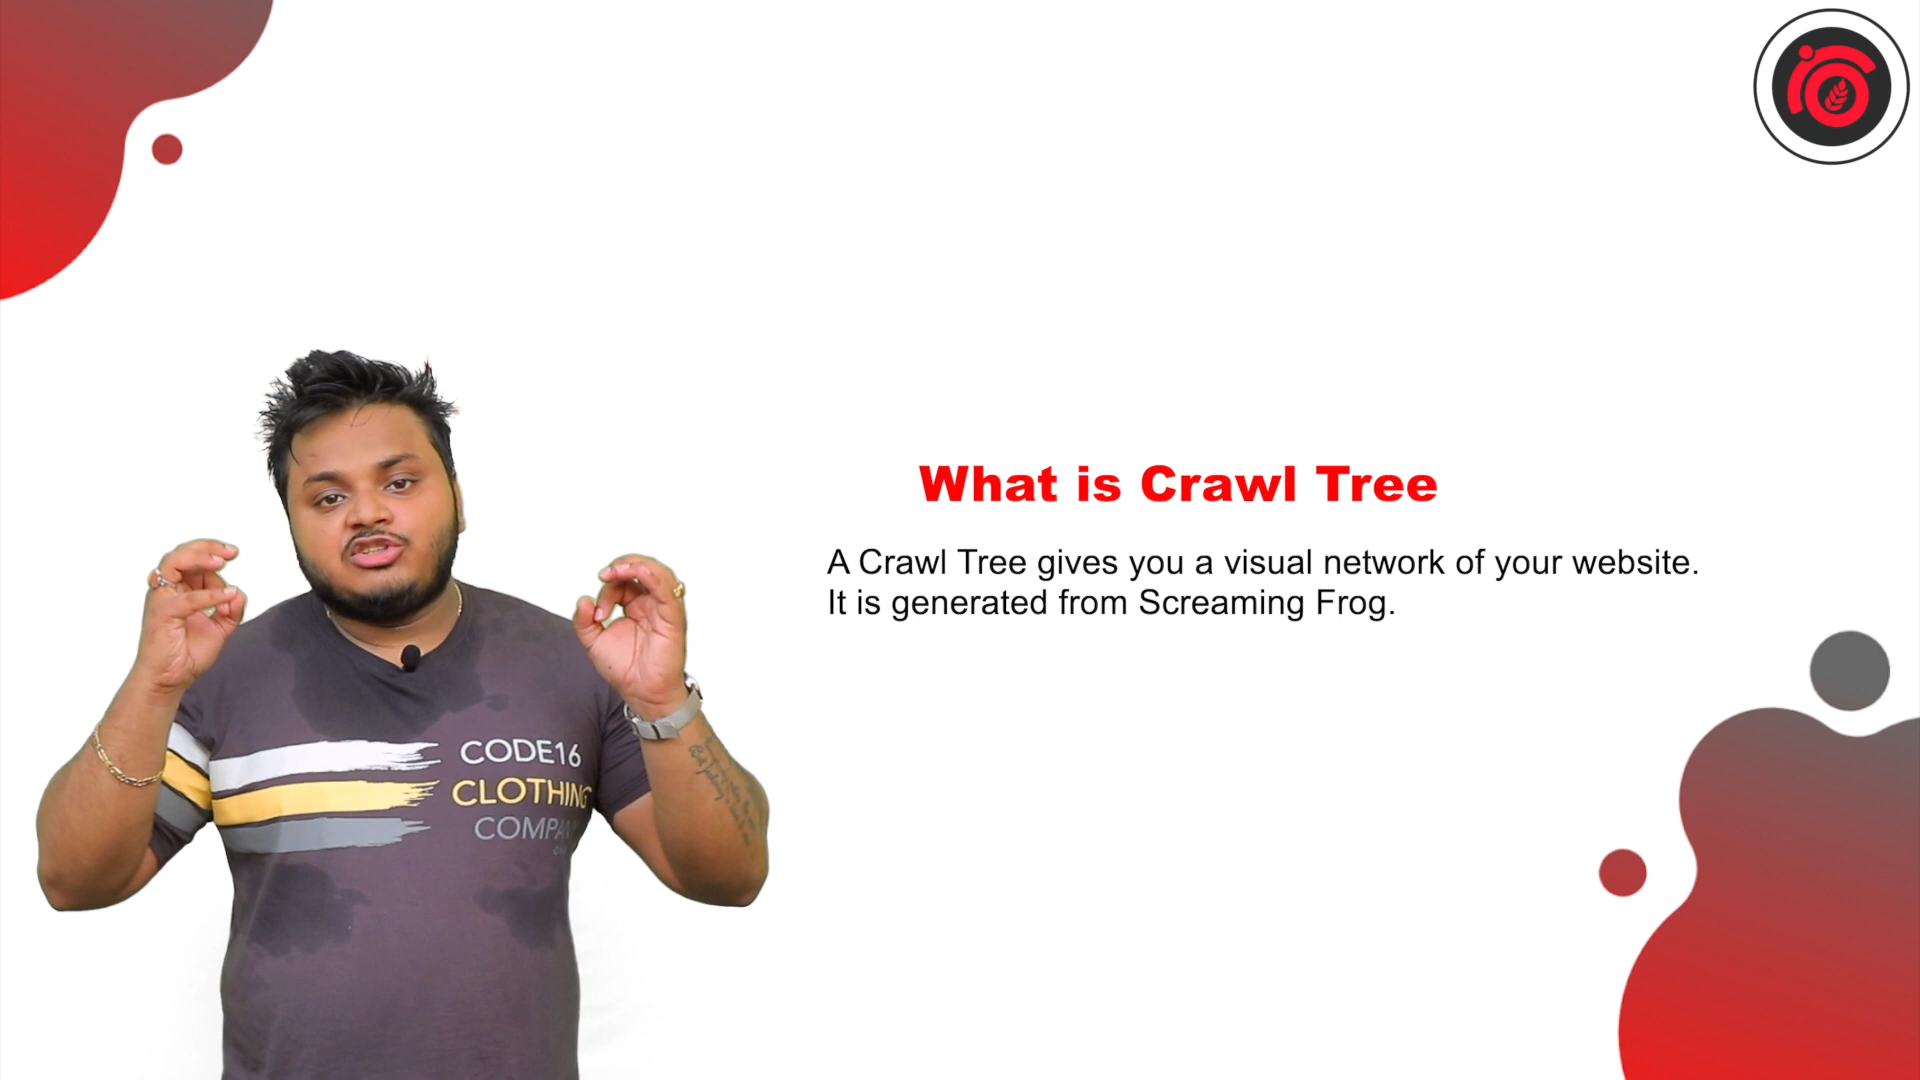 What is Crawl Tree
A Crawl Tree gives you a visual network of your website.
It is generated from Screaming Frog.
CODE16
CLOTHING